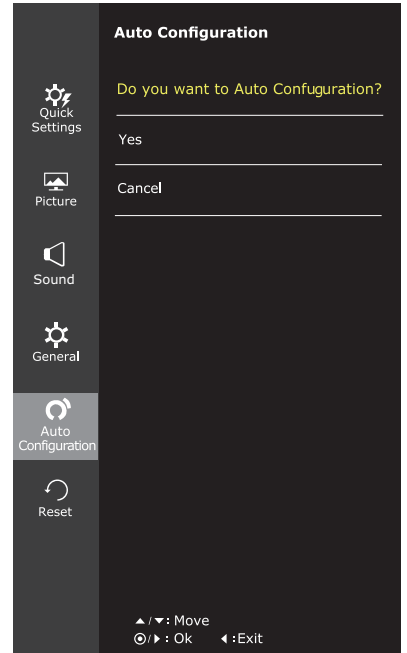 Auto Configuration
Do you want to Auto Confuguration?
Yes
Cancel
Quick
Settings
Picture
Sound
General
Auto
Configuration
Reset
▲/▼: Move
⦿/▶: Ok ◀:Exit